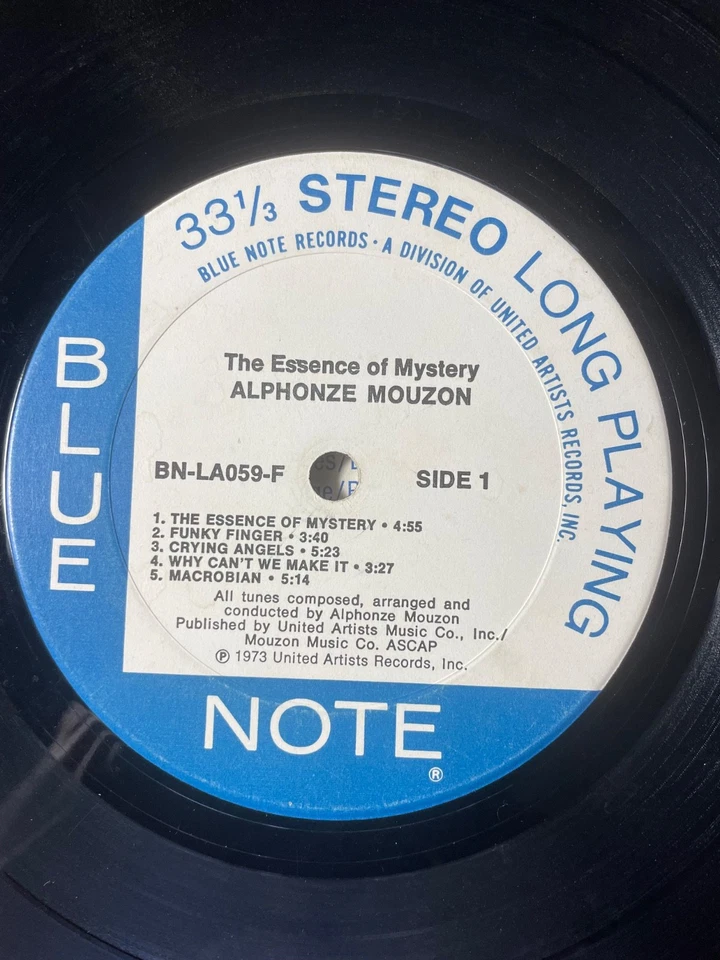 33⅓ STEREO LONG PLAYING
BLUE NOTE RECORDS • A DIVISION OF UNITED ARTISTS RECORDS, INC.
The Essence of Mystery
ALPHONZE MOUZON
BN-LA059-F
SIDE 1
1. THE ESSENCE OF MYSTERY • 4:55
2. FUNKY FINGER • 3:40
3. CRYING ANGELS • 5:23
4. WHY CAN'T WE MAKE IT • 3:27
5. MACROBIAN • 5:14
All tunes composed, arranged and
conducted by Alphonze Mouzon
Published by United Artists Music Co., Inc./
Mouzon Music Co. ASCAP
℗ 1973 United Artists Records, Inc.
BLUE
NOTE
®